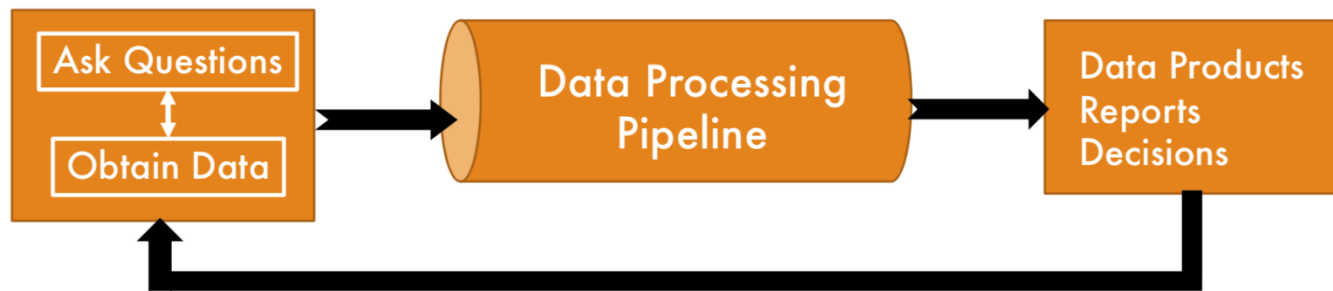 Ask Questions
Obtain Data
Data Processing
Pipeline
Data Products
Reports
Decisions